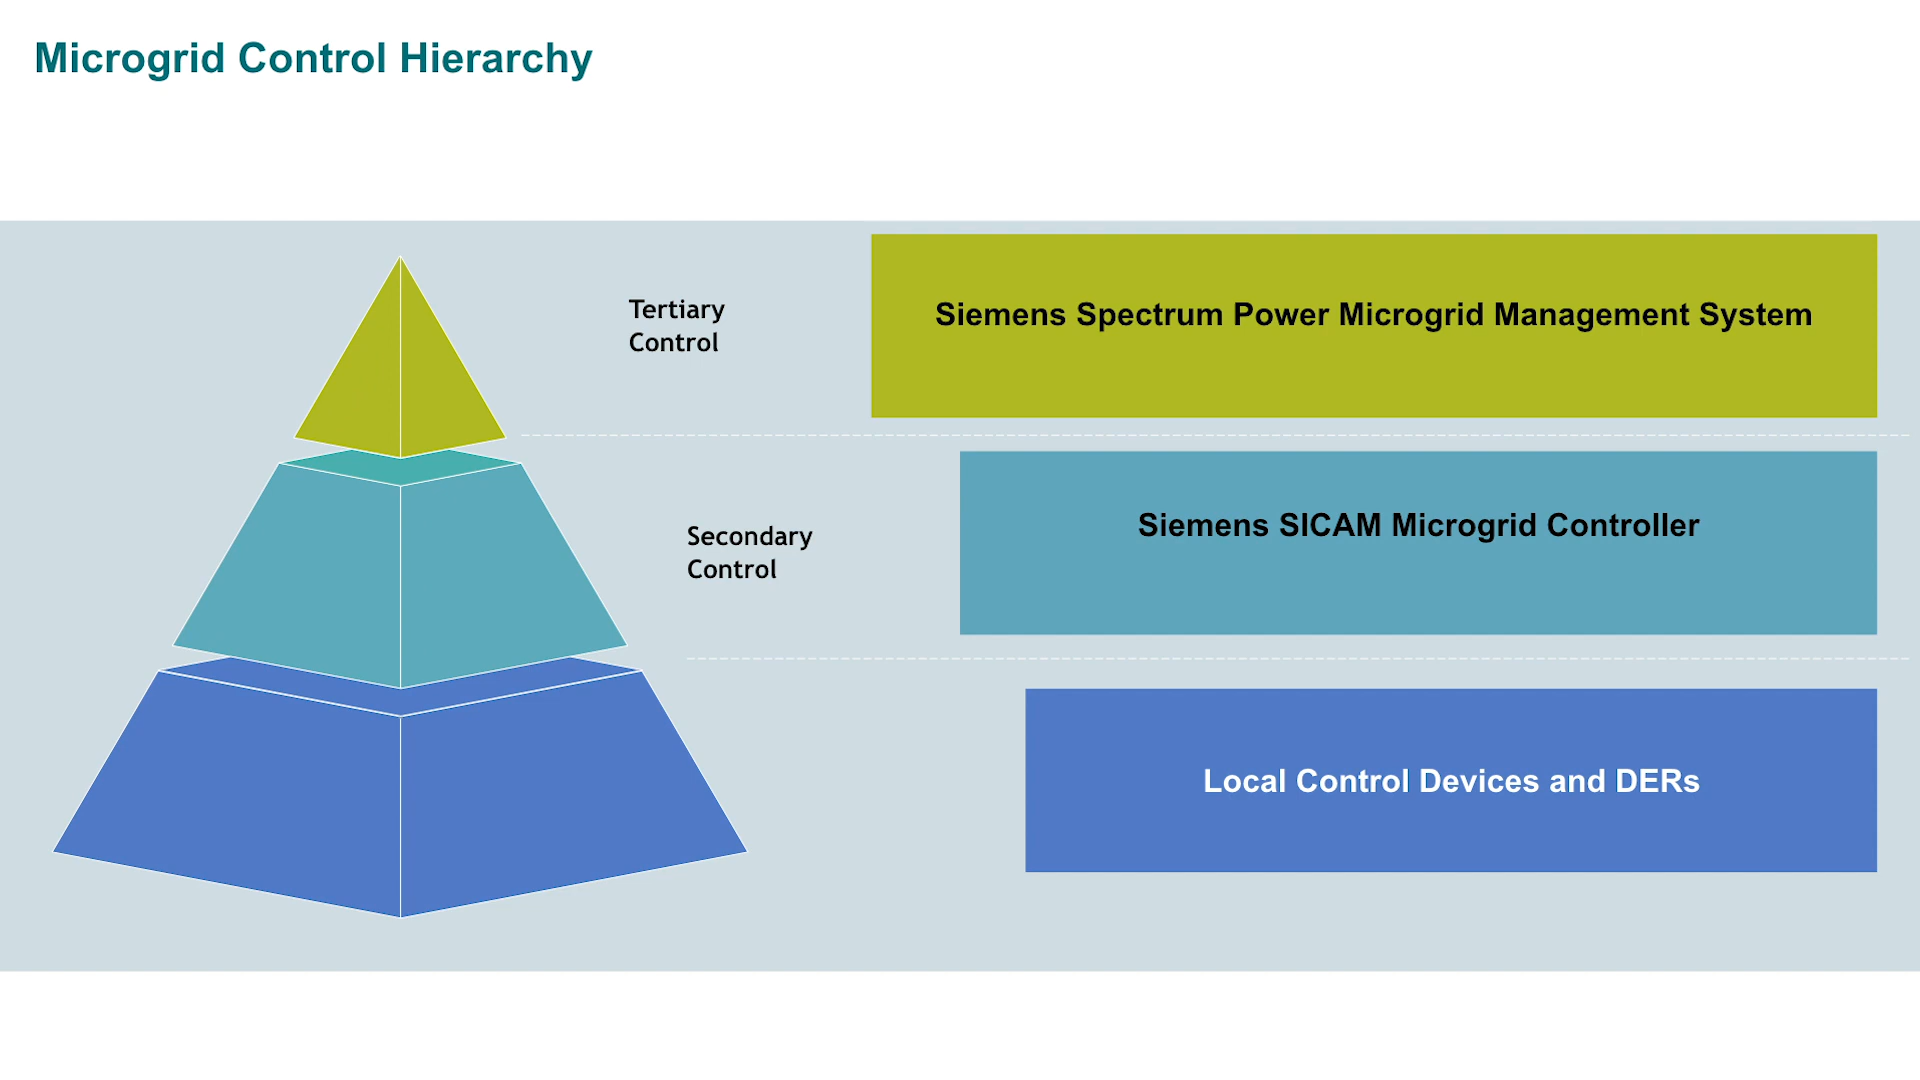 Microgrid Control Hierarchy
Tertiary
Control
Siemens Spectrum Power Microgrid Management System
Secondary
Control
Siemens SICAM Microgrid Controller
Local Control Devices and DERs